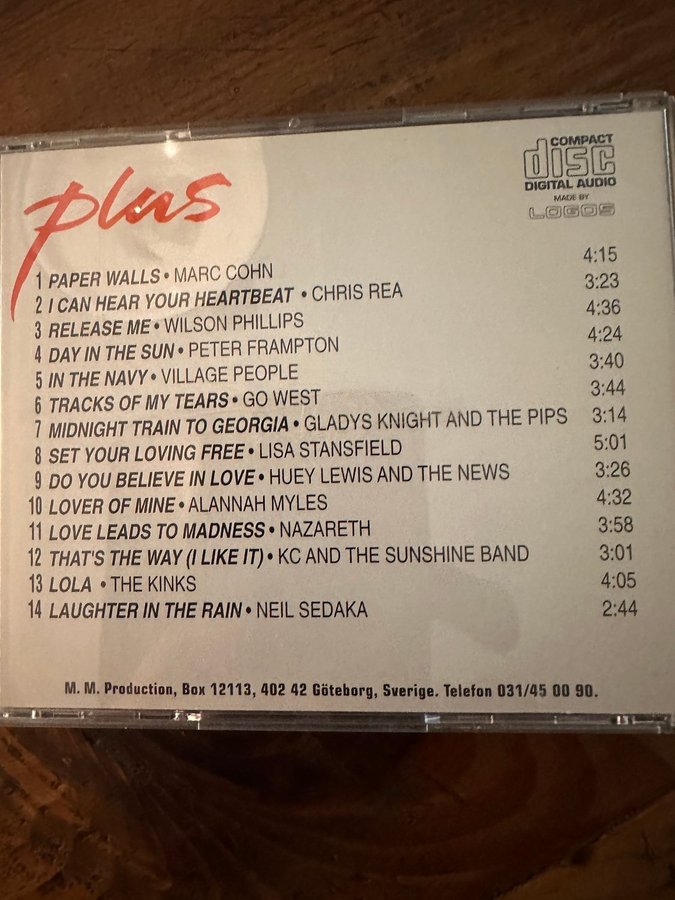 plus
COMPACT
disc
DIGITAL AUDIO
MADE BY
LOGOS
1 PAPER WALLS • MARC COHN 4:15
2 I CAN HEAR YOUR HEARTBEAT • CHRIS REA 3:23
3 RELEASE ME • WILSON PHILLIPS 4:36
4 DAY IN THE SUN • PETER FRAMPTON 4:24
5 IN THE NAVY • VILLAGE PEOPLE 3:40
6 TRACKS OF MY TEARS • GO WEST 3:44
7 MIDNIGHT TRAIN TO GEORGIA • GLADYS KNIGHT AND THE PIPS 3:14
8 SET YOUR LOVING FREE • LISA STANSFIELD 5:01
9 DO YOU BELIEVE IN LOVE • HUEY LEWIS AND THE NEWS 3:26
10 LOVER OF MINE • ALANNAH MYLES 4:32
11 LOVE LEADS TO MADNESS • NAZARETH 3:58
12 THAT'S THE WAY (I LIKE IT) • KC AND THE SUNSHINE BAND 3:01
13 LOLA • THE KINKS 4:05
14 LAUGHTER IN THE RAIN • NEIL SEDAKA 2:44
M. M. Production, Box 12113, 402 42 Göteborg, Sverige. Telefon 031/45 00 90.